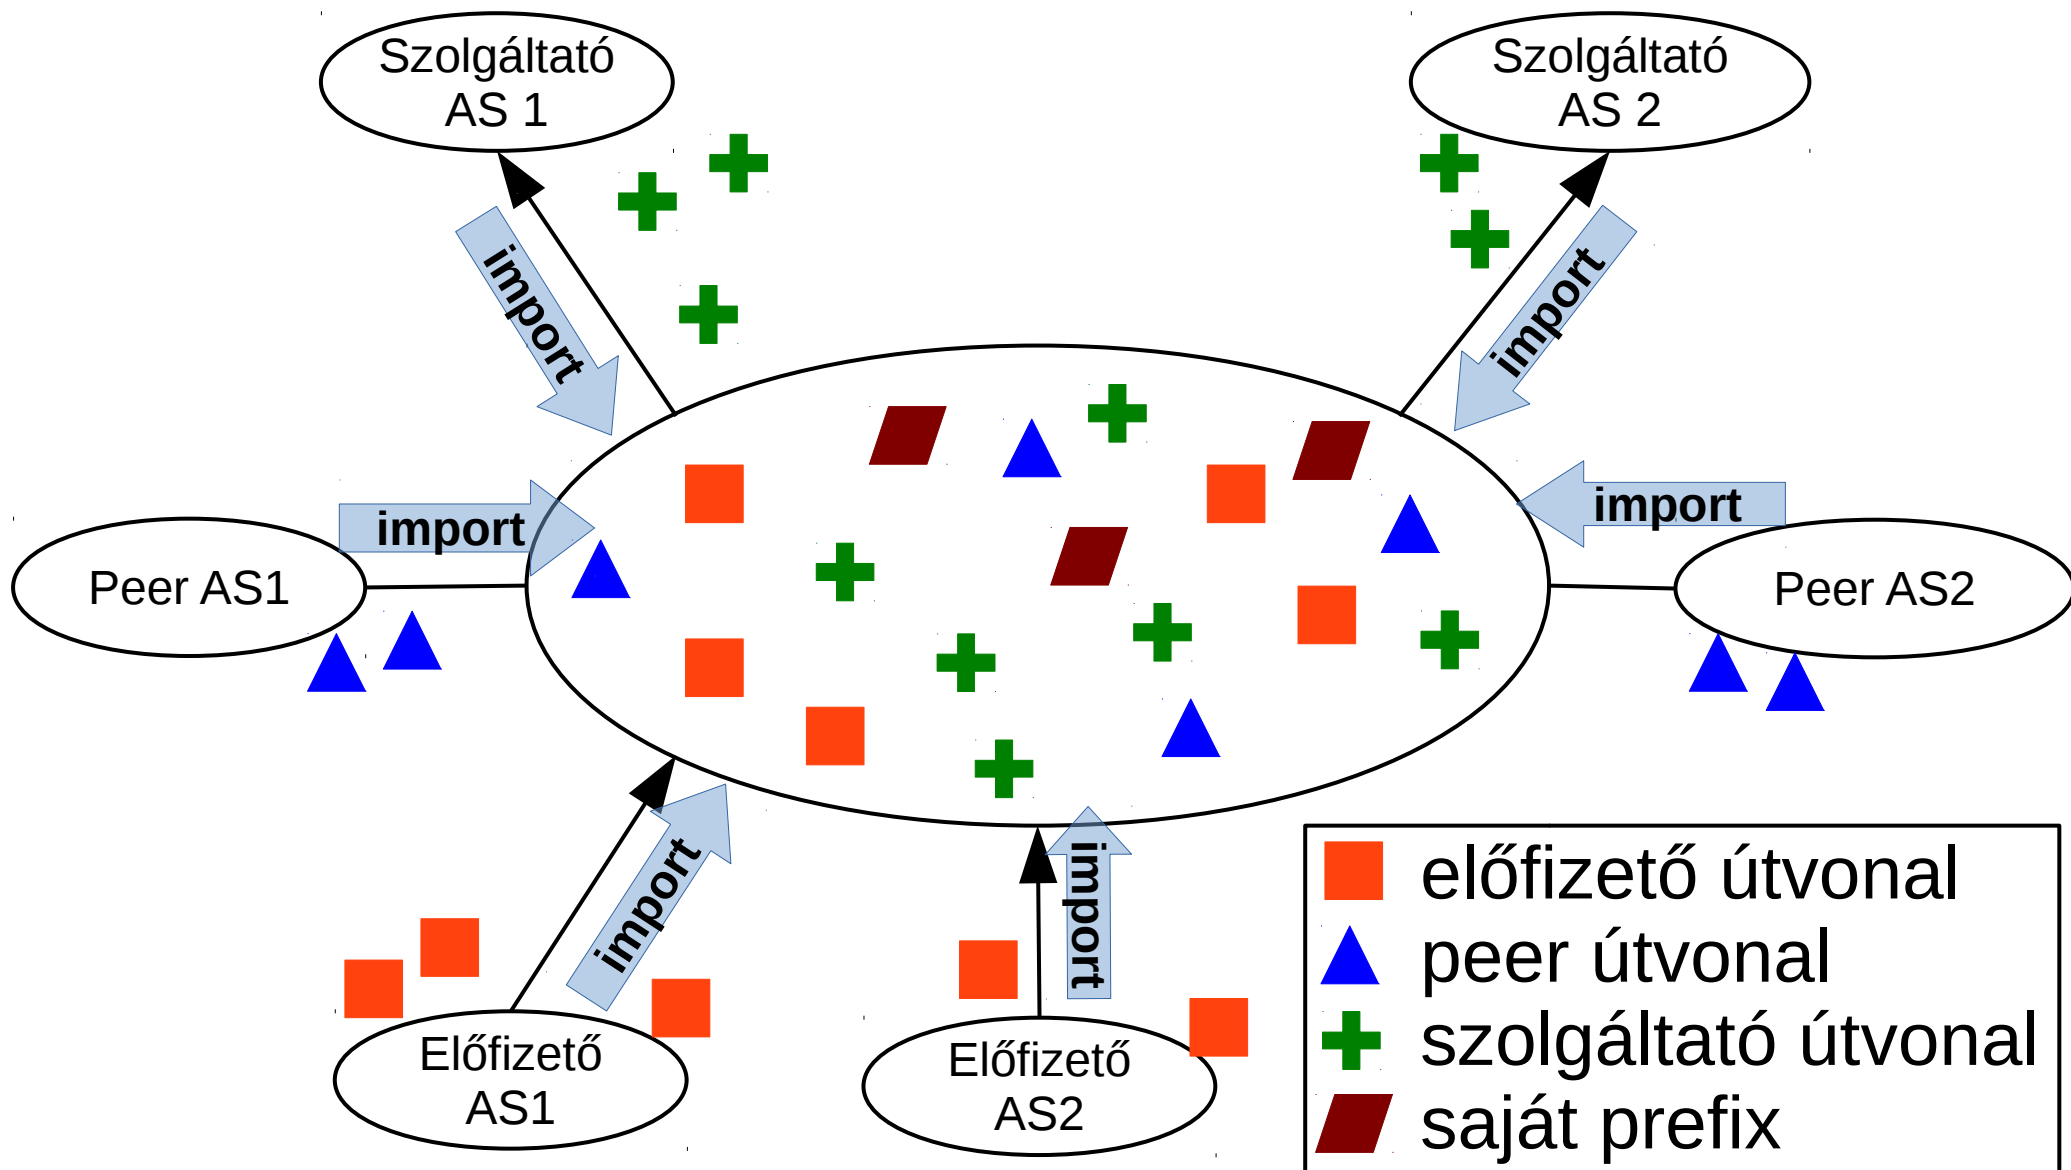 Szolgáltató
AS 1
Szolgáltató
AS 2
import
import
import
import
Peer AS1
Peer AS2
import
import
Előfizető
AS1
Előfizető
AS2
előfizető útvonal
peer útvonal
szolgáltató útvonal
saját prefix